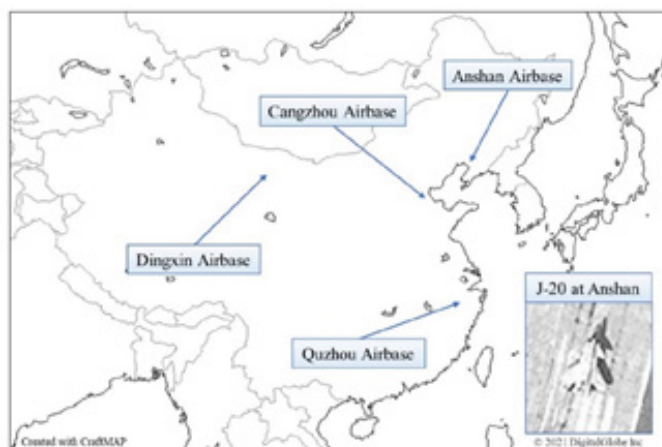 Anshan Airbase
Cangzhou Airbase
Dingxin Airbase
J-20 at Anshan
Quzhou Airbase
Created with CraftMAP
© 2021 DigitalGlobe Inc